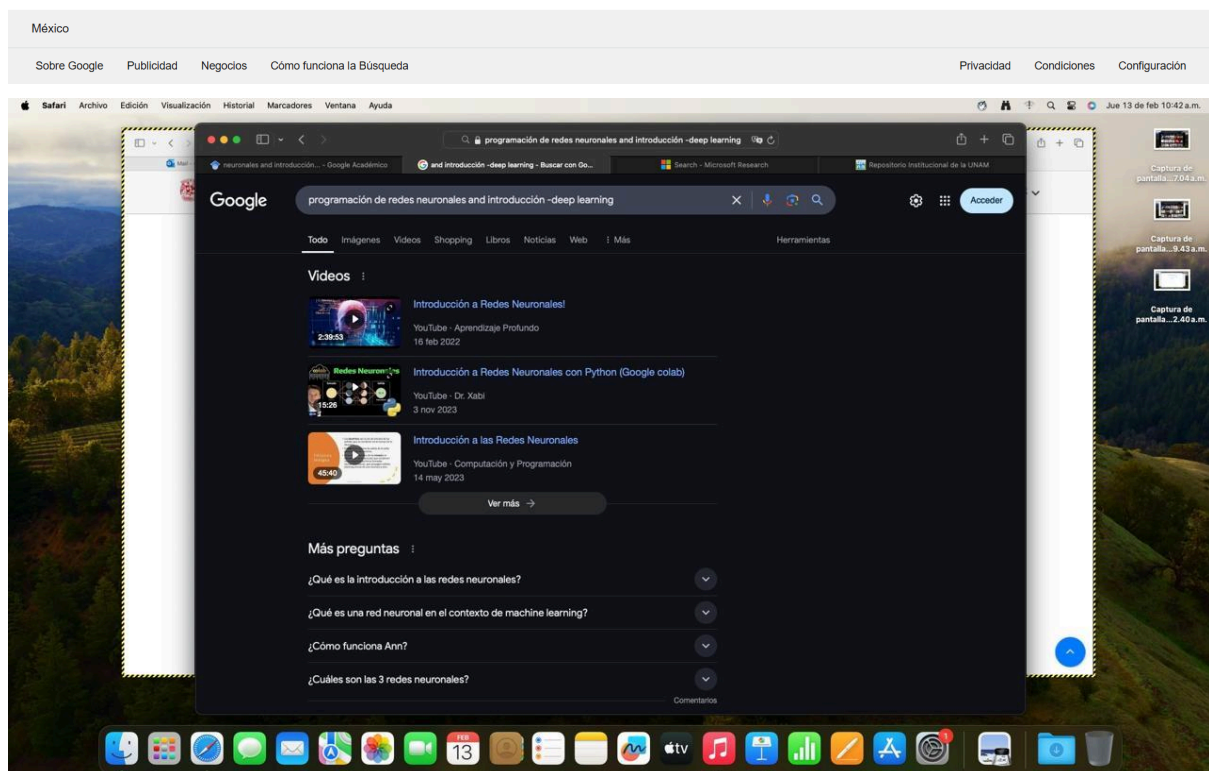 México
Sobre Google Publicidad Negocios Cómo funciona la Búsqueda Privacidad Condiciones Configuración
Safari Archivo Edición Visualización Historial Marcadores Ventana Ayuda Jue 13 de feb 10:42 a.m.
programación de redes neuronales and introducción -deep learning
Mail
neuronales and introducción... - Google Académico
and introducción -deep learning - Buscar con Go...
Search - Microsoft Research
Repositorio Institucional de la UNAM
Google programación de redes neuronales and introducción -deep learning Acceder
Todo Imágenes Videos Shopping Libros Noticias Web Más Herramientas
Videos
Introducción a Redes Neuronales!
YouTube · Aprendizaje Profundo
2:39:53
16 feb 2022
Redes Neuronales
Introducción a Redes Neuronales con Python (Google colab)
YouTube · Dr. Xabi
15:26
3 nov 2023
Introducción a las Redes Neuronales
YouTube · Computación y Programación
45:40
14 may 2023
Ver más
Más preguntas
¿Qué es la introducción a las redes neuronales?
¿Qué es una red neuronal en el contexto de machine learning?
¿Cómo funciona Ann?
¿Cuáles son las 3 redes neuronales?
Comentarios
Captura de
pantalla...7.04 a.m.
Captura de
pantalla...9.43 a.m.
Captura de
pantalla...2.40 a.m.
FEB
13
tv
1